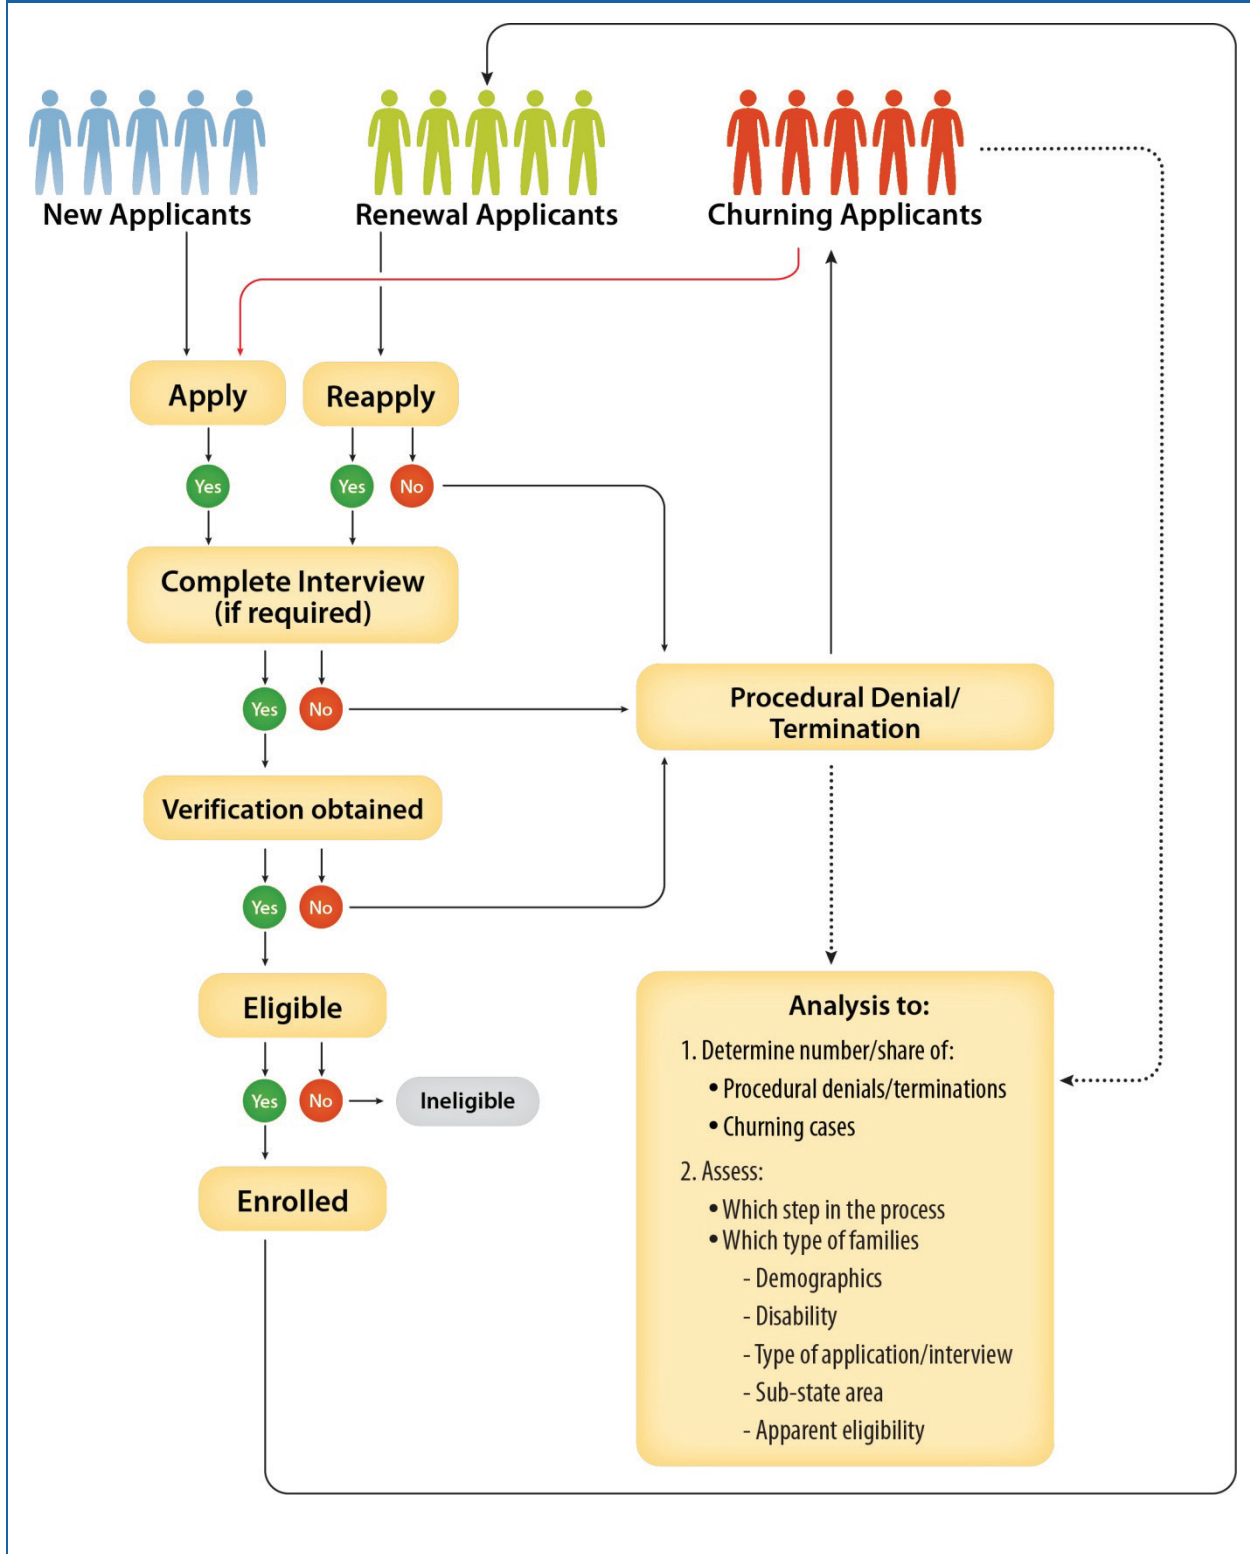 New Applicants
Renewal Applicants
Churning Applicants
Apply
Reapply
Yes
Yes
No
Complete Interview
(if required)
Yes
No
Procedural Denial/
Termination
Verification obtained
Yes
No
Eligible
Yes
No
Ineligible
Enrolled
Analysis to:
1. Determine number/share of:
• Procedural denials/terminations
• Churning cases
2. Assess:
• Which step in the process
• Which type of families
- Demographics
- Disability
- Type of application/interview
- Sub-state area
- Apparent eligibility